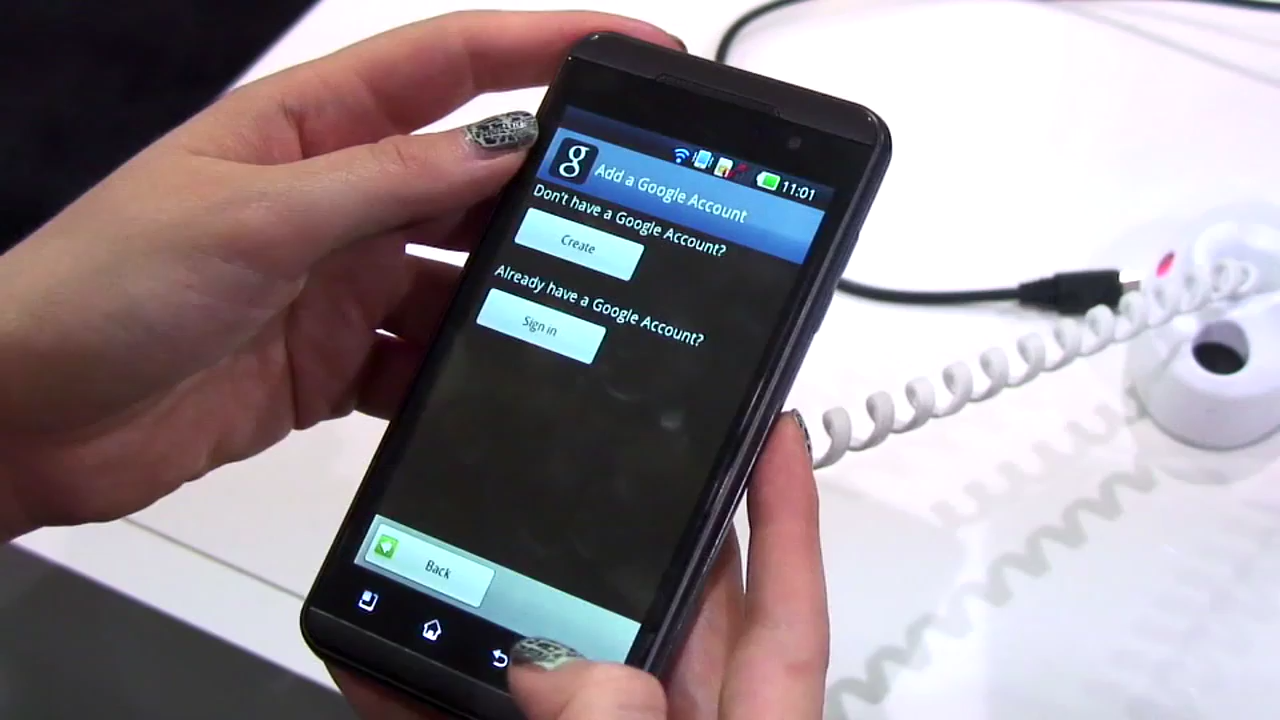 11:01
g
Add a Google Account
Don't have a Google Account?
Create
Already have a Google Account?
Sign in
Back